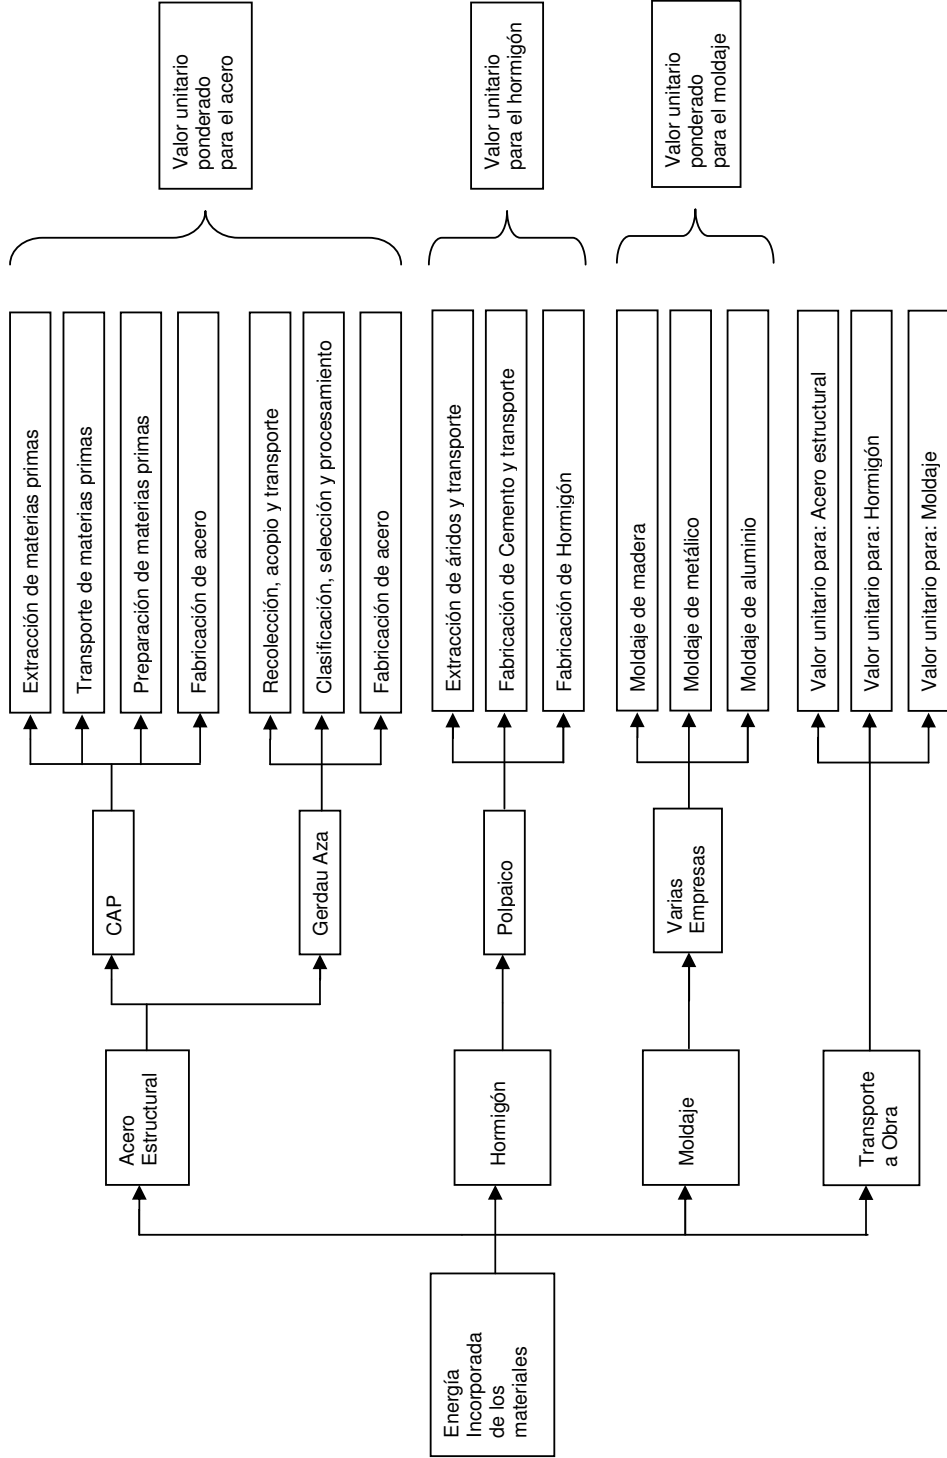 Energía
Incorporada
de los
materiales
Acero
Estructural
Hormigón
Moldaje
Transporte
a Obra
CAP
Gerdau Aza
Polpaico
Varias
Empresas
Extracción de materias primas
Transporte de materias primas
Preparación de materias primas
Fabricación de acero
Recolección, acopio y transporte
Clasificación, selección y procesamiento
Fabricación de acero
Extracción de áridos y transporte
Fabricación de Cemento y transporte
Fabricación de Hormigón
Moldaje de madera
Moldaje de metálico
Moldaje de aluminio
Valor unitario para: Acero estructural
Valor unitario para: Hormigón
Valor unitario para: Moldaje
Valor unitario
ponderado
para el acero
Valor unitario
para el hormigón
Valor unitario
ponderado
para el moldaje